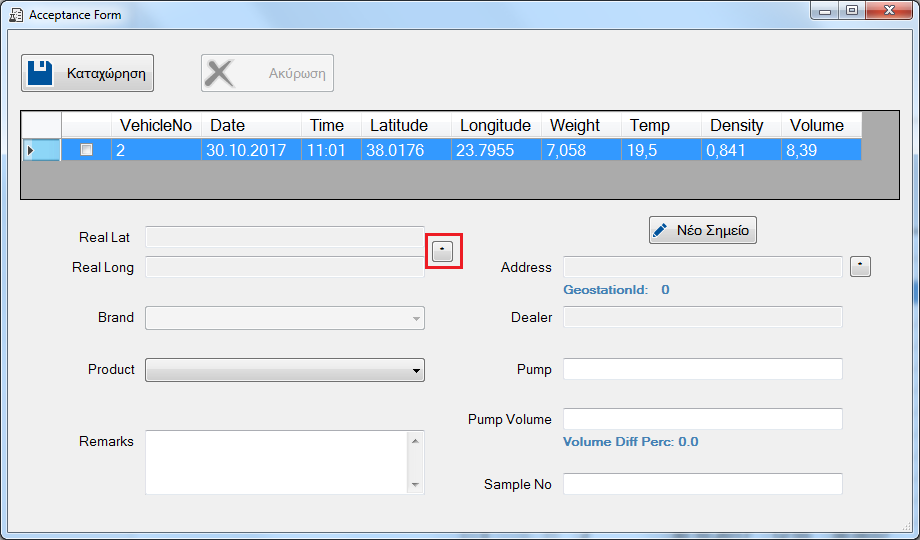 Acceptance Form
Καταχώρηση Ακύρωση
VehicleNo Date Time Latitude Longitude Weight Temp Density Volume
2 30.10.2017 11:01 38.0176 23.7955 7,058 19,5 0,841 8,39
Real Lat * Νέο Σημείο
Real Long Address *
GeostationId: 0
Brand Dealer
Product Pump
Pump Volume
Remarks Volume Diff Perc: 0.0
Sample No